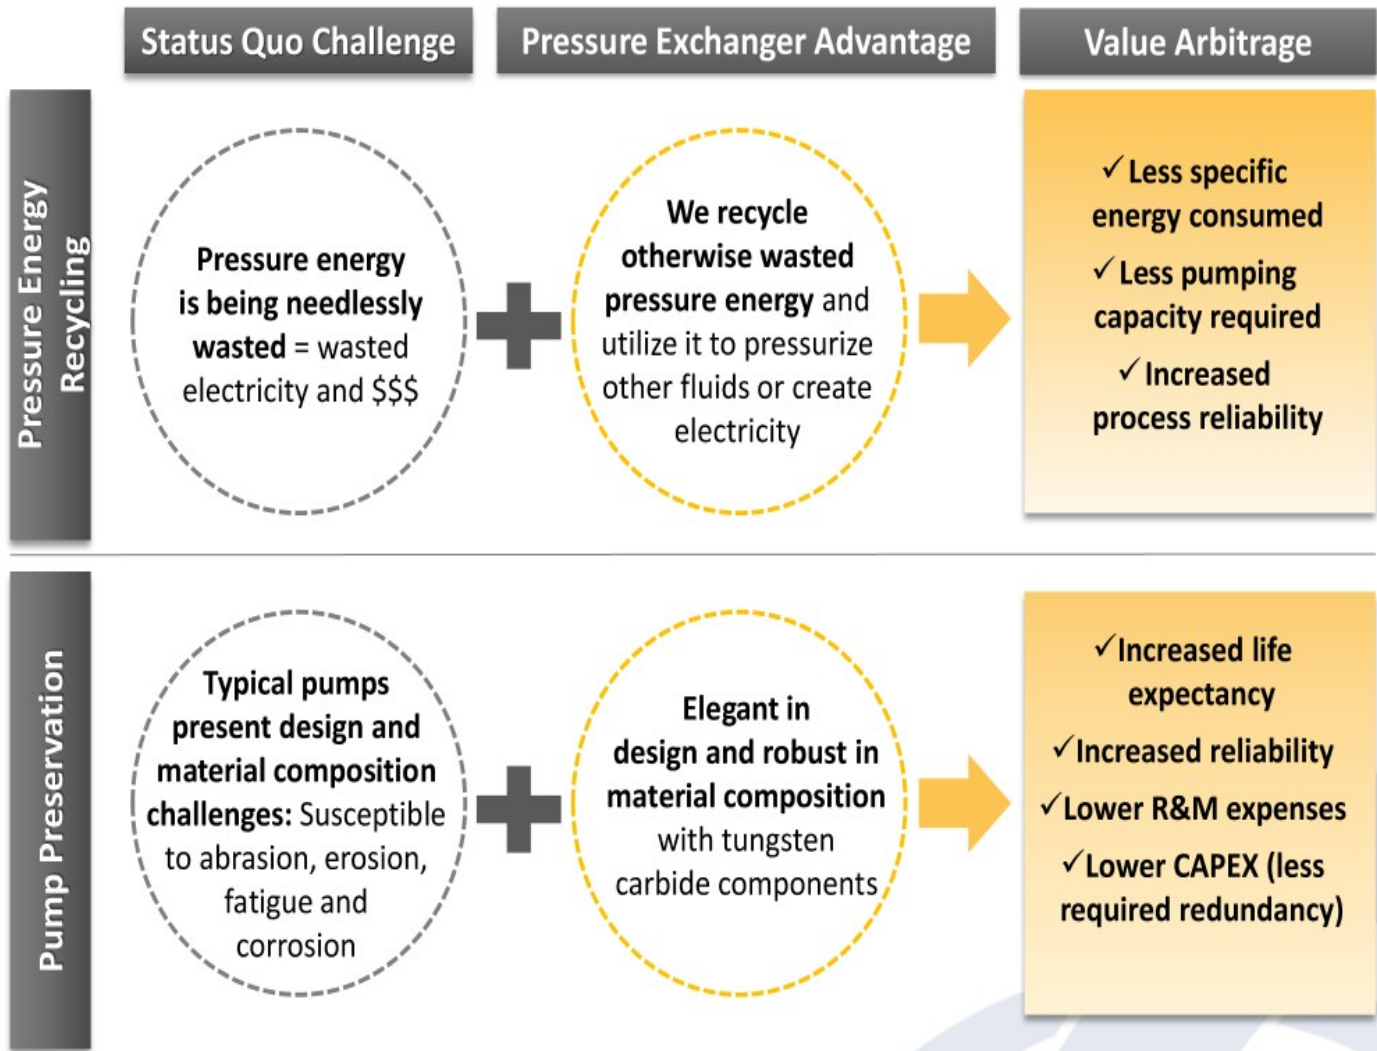 Status Quo Challenge
Pressure Exchanger Advantage
Value Arbitrage
Pressure Energy
Recycling
Pressure energy
is being needlessly
wasted = wasted
electricity and $$$
We recycle
otherwise wasted
pressure energy and
utilize it to pressurize
other fluids or create
electricity
✓Less specific
energy consumed
✓Less pumping
capacity required
✓Increased
process reliability
Pump Preservation
Typical pumps
present design and
material composition
challenges: Susceptible
to abrasion, erosion,
fatigue and
corrosion
Elegant in
design and robust in
material composition
with tungsten
carbide components
✓Increased life
expectancy
✓Increased reliability
✓Lower R&M expenses
✓Lower CAPEX (less
required redundancy)